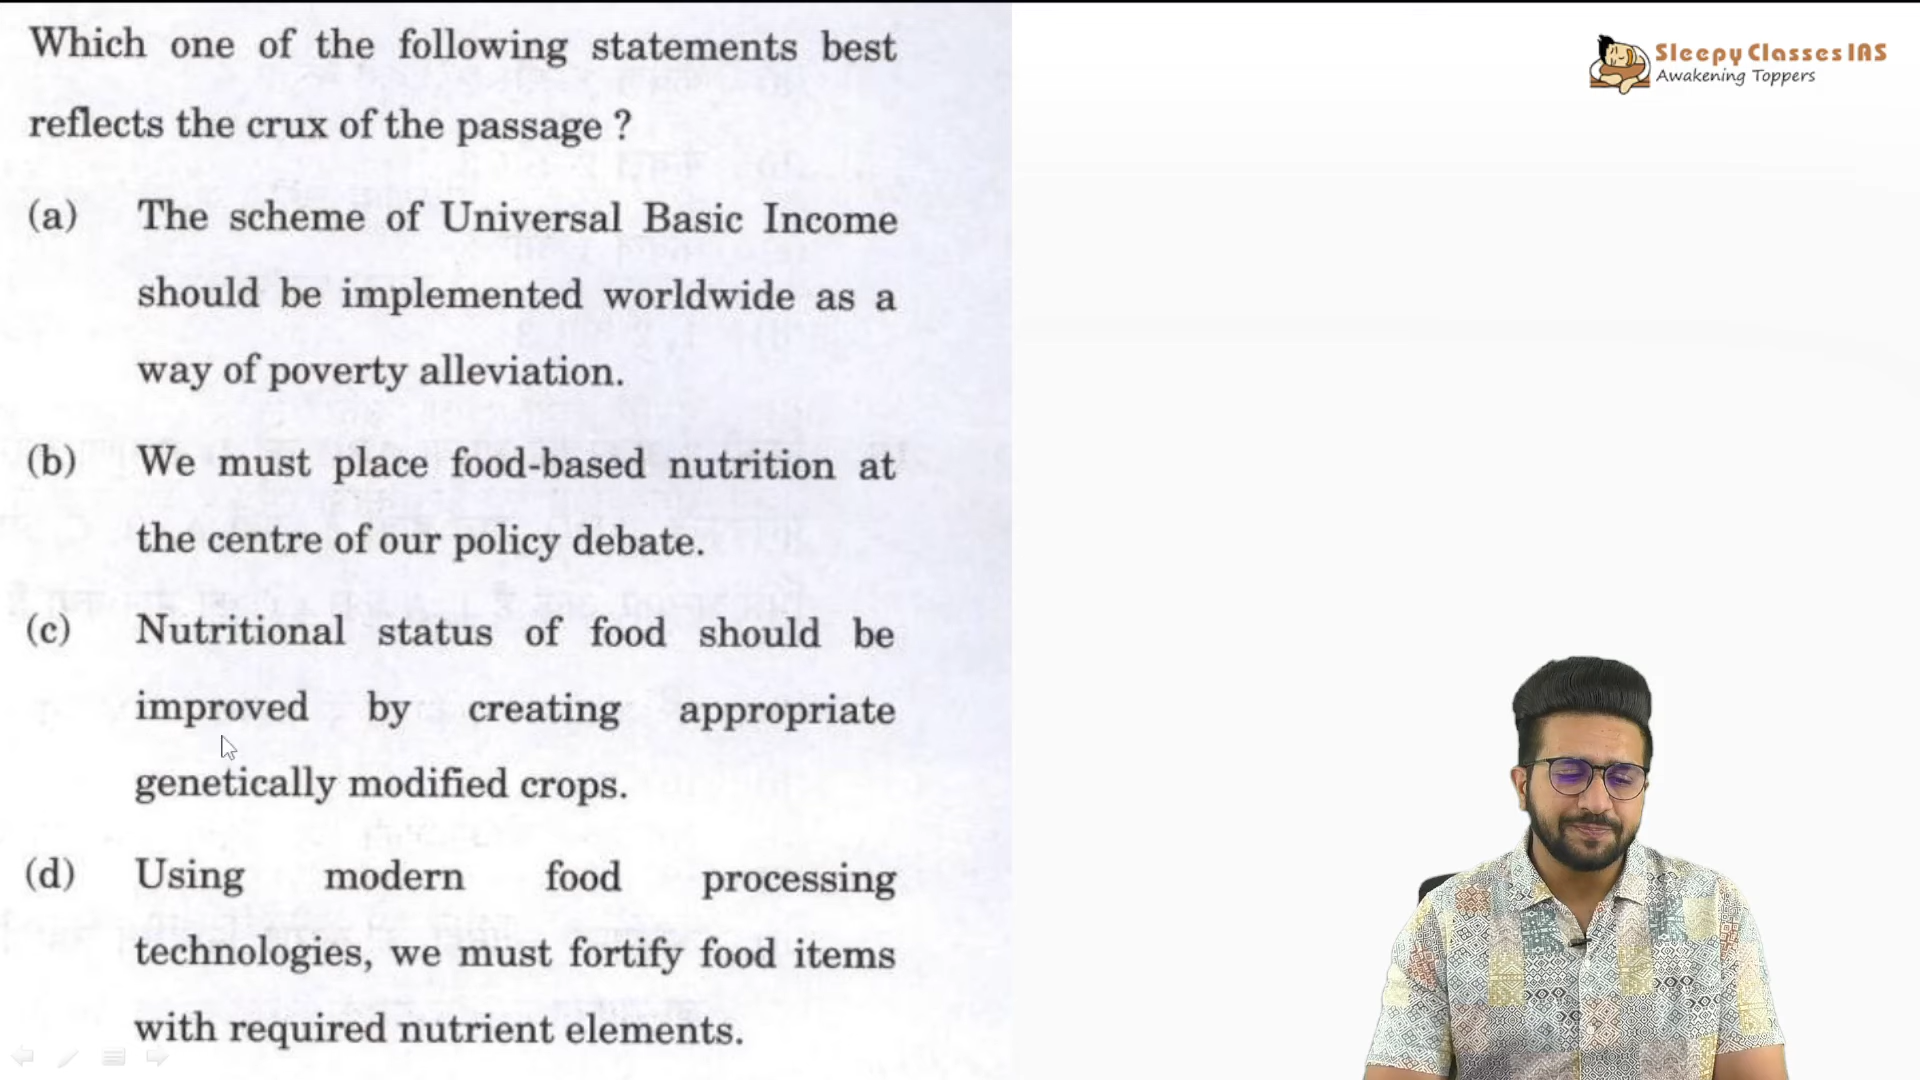 Which one of the following statements best
reflects the crux of the passage ?
(a) The scheme of Universal Basic Income
should be implemented worldwide as a
way of poverty alleviation.
(b) We must place food-based nutrition at
the centre of our policy debate.
(c) Nutritional status of food should be
improved by creating appropriate
genetically modified crops.
(d) Using modern food processing
technologies, we must fortify food items
with required nutrient elements.
Sleepy Classes IAS
Awakening Toppers